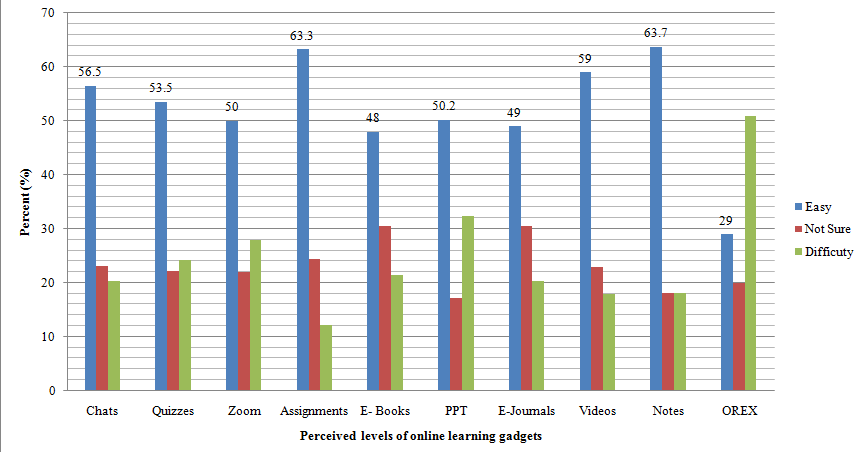 70
60
50
40
30
20
10
0
Percent (%)
56.5
53.5
50
63.3
48
50.2
49
59
63.7
29
Chats
Quizzes
Zoom
Assignments
E- Books
PPT
E-Journals
Videos
Notes
OREX
Perceived levels of online learning gadgets
Easy
Not Sure
Difficuty